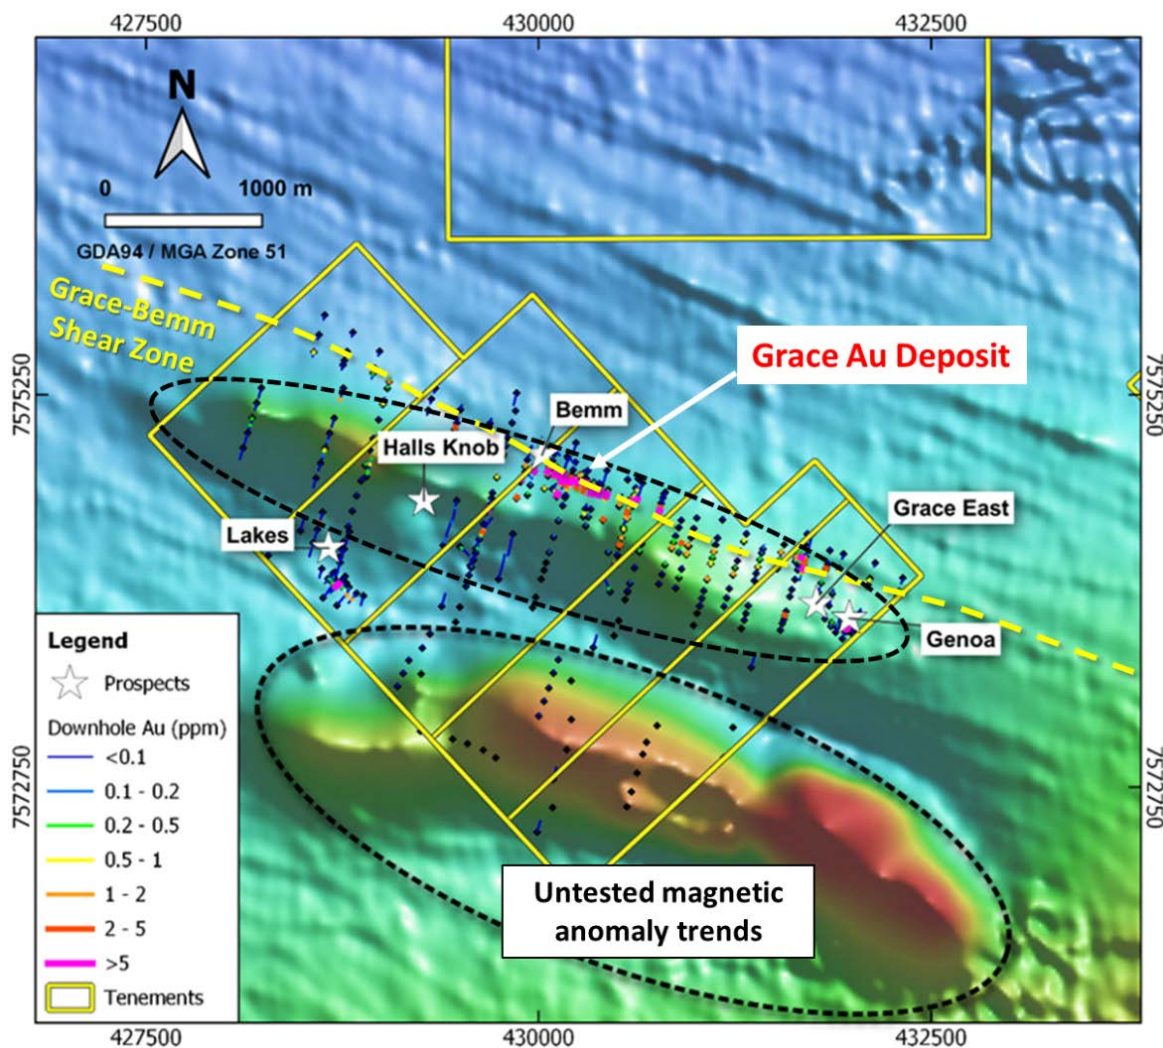 427500
430000
432500
N
0
1000 m
GDA94 / MGA Zone 51
Grace-Bemm
Shear Zone
Grace Au Deposit
7575250
7575250
Bemm
Halls Knob
Grace East
Lakes
Genoa
Legend
Prospects
Downhole Au (ppm)
<0.1
0.1 - 0.2
0.2 - 0.5
0.5 - 1
1 - 2
2 - 5
>5
Tenements
7572750
7572750
Untested magnetic
anomaly trends
427500
430000
432500